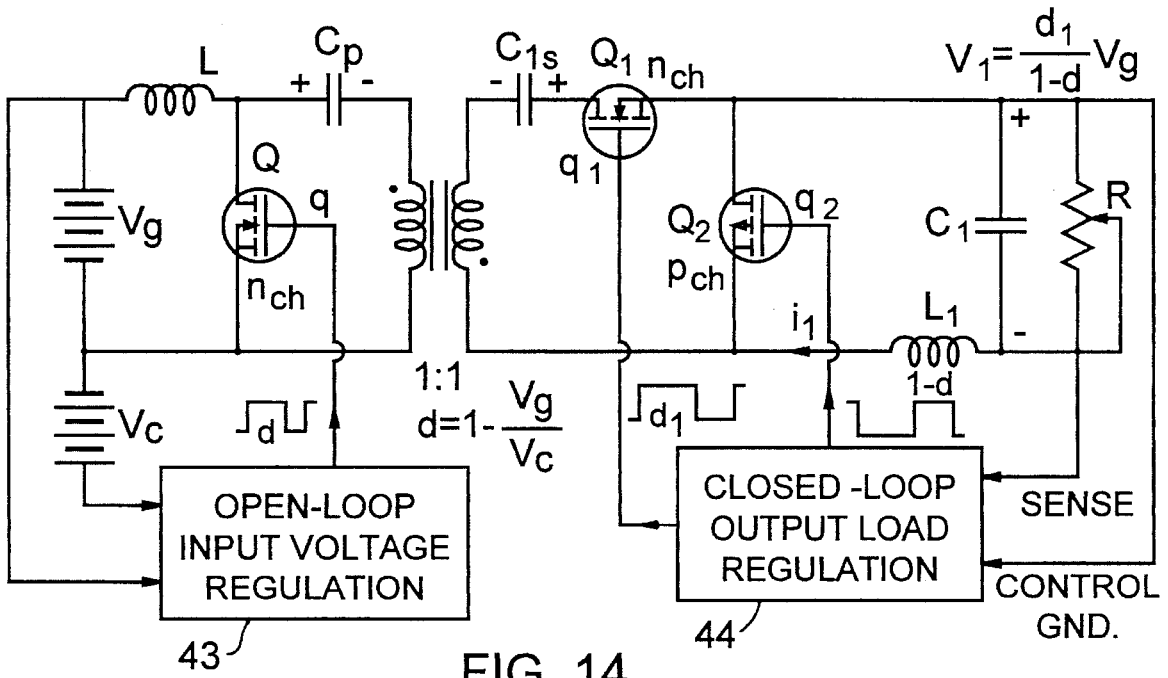 L
+ Cp -
- C1s +
Q1 nch
V1 = d1/1-d Vg
Q
q
q1
Q2
q2
Vg
nch
pch
C1
+
-
R
L1
i1
Vc
1:1
d=1- Vg/Vc
d
d1
1-d
OPEN-LOOP
INPUT VOLTAGE
REGULATION
CLOSED -LOOP
OUTPUT LOAD
REGULATION
SENSE
CONTROL
GND.
43
44
FIG. 14